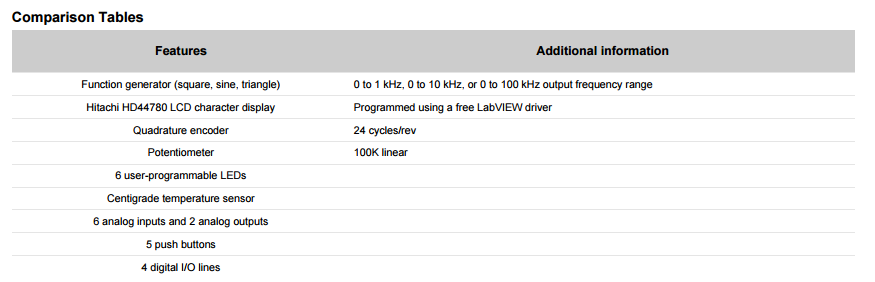 Comparison Tables
Features Additional information
Function generator (square, sine, triangle) 0 to 1 kHz, 0 to 10 kHz, or 0 to 100 kHz output frequency range
Hitachi HD44780 LCD character display Programmed using a free LabVIEW driver
Quadrature encoder 24 cycles/rev
Potentiometer 100K linear
6 user-programmable LEDs
Centigrade temperature sensor
6 analog inputs and 2 analog outputs
5 push buttons
4 digital I/O lines